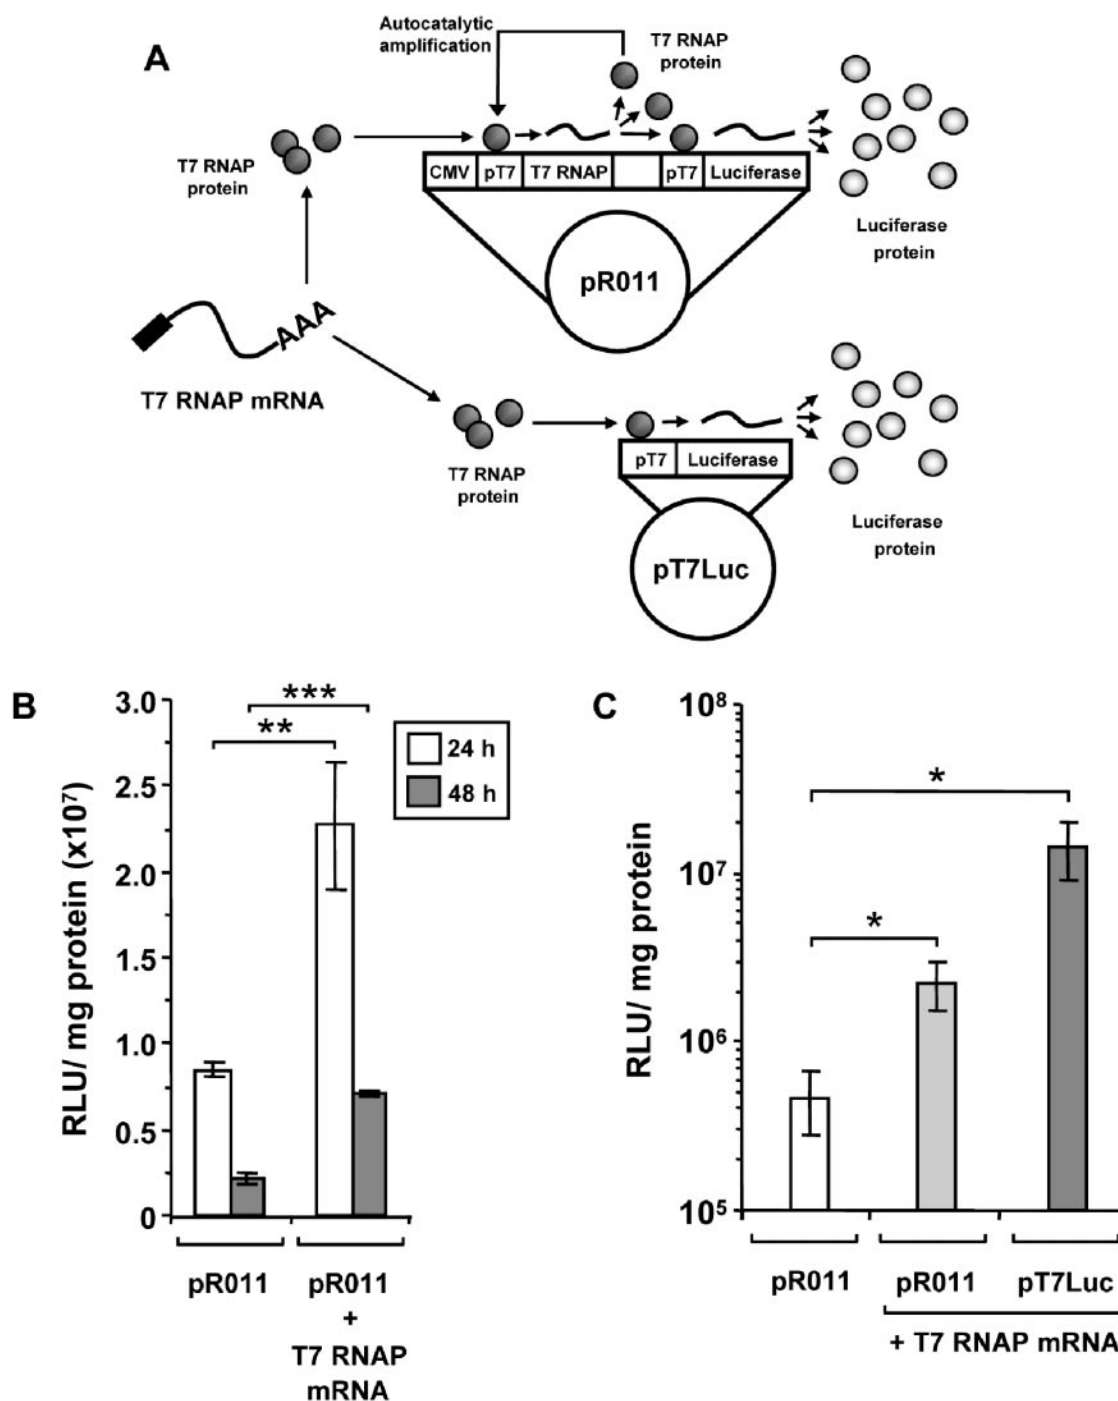 A
Autocatalytic
amplification
T7 RNAP
protein
T7 RNAP
protein
CMV pT7 T7 RNAP pT7 Luciferase
Luciferase
protein
pR011
AAA
T7 RNAP mRNA
T7 RNAP
protein
pT7 Luciferase
Luciferase
protein
pT7Luc
B
RLU/ mg protein (x10⁷)
3.0
2.5
2.0
1.5
1.0
0.5
0
***
**
24 h
48 h
pR011
pR011
+
T7 RNAP
mRNA
C
RLU/ mg protein
10⁸
10⁷
10⁶
10⁵
*
*
pR011 pR011 pT7Luc
+ T7 RNAP mRNA